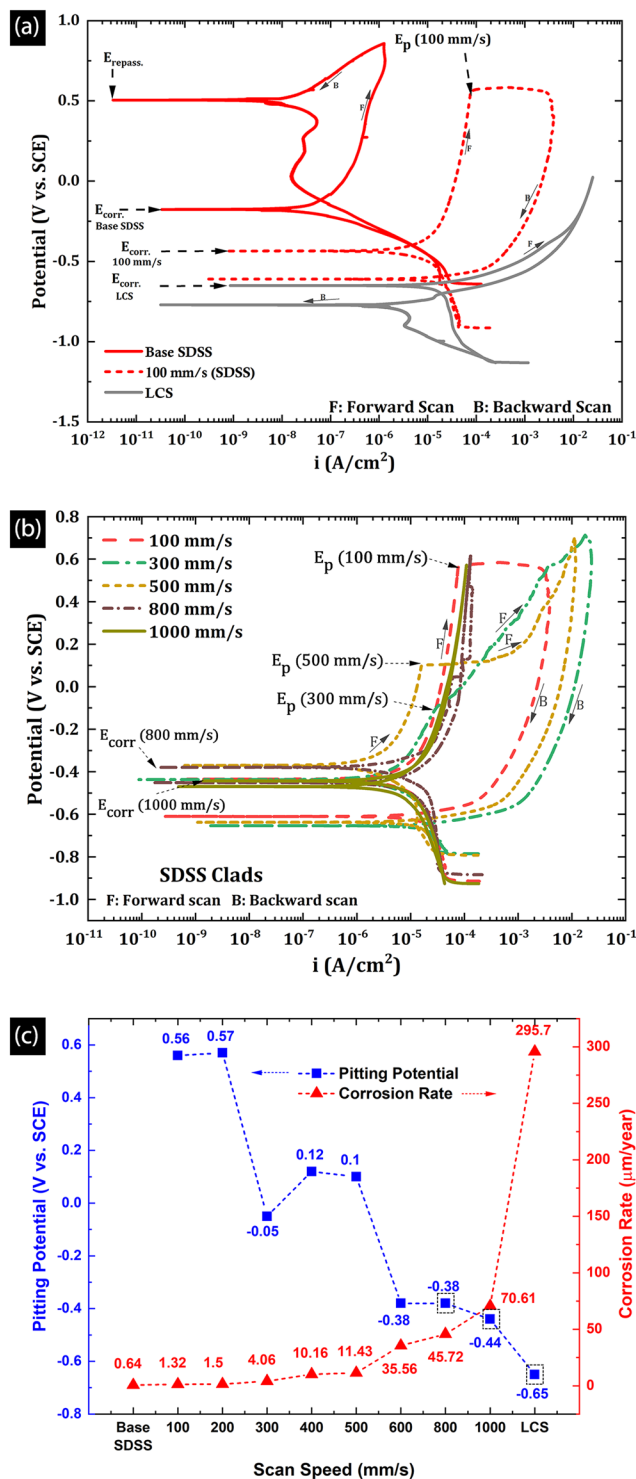 (a)
1.0
0.5
0.0
-0.5
-1.0
-1.5
Potential (V vs. SCE)
E_repass.
E_p (100 mm/s)
B
F
F
B
F
B
E_corr. Base SDSS
E_corr. 100 mm/s
E_corr. LCS
Base SDSS
100 mm/s (SDSS)
LCS
F: Forward Scan B: Backward Scan
10^-12 10^-11 10^-10 10^-9 10^-8 10^-7 10^-6 10^-5 10^-4 10^-3 10^-2 10^-1
i (A/cm²)
(b)
0.8
0.6
0.4
0.2
0.0
-0.2
-0.4
-0.6
-0.8
-1.0
Potential (V vs. SCE)
100 mm/s
300 mm/s
500 mm/s
800 mm/s
1000 mm/s
E_p (100 mm/s)
E_p (500 mm/s)
E_p (300 mm/s)
F
F
F
F
B
B
E_corr (800 mm/s)
E_corr (1000 mm/s)
SDSS Clads
F: Forward scan B: Backward scan
10^-11 10^-10 10^-9 10^-8 10^-7 10^-6 10^-5 10^-4 10^-3 10^-2 10^-1
i (A/cm²)
(c)
0.6
0.4
0.2
0.0
-0.2
-0.4
-0.6
-0.8
Pitting Potential (V vs. SCE)
Pitting Potential
Corrosion Rate
0.56
0.57
-0.05
0.12
0.1
-0.38
-0.38
-0.44
-0.65
0.64
1.32
1.5
4.06
10.16
11.43
35.56
45.72
70.61
295.7
300
250
200
150
100
50
0
Corrosion Rate (μm/year)
Base SDSS 100 200 300 400 500 600 800 1000 LCS
Scan Speed (mm/s)